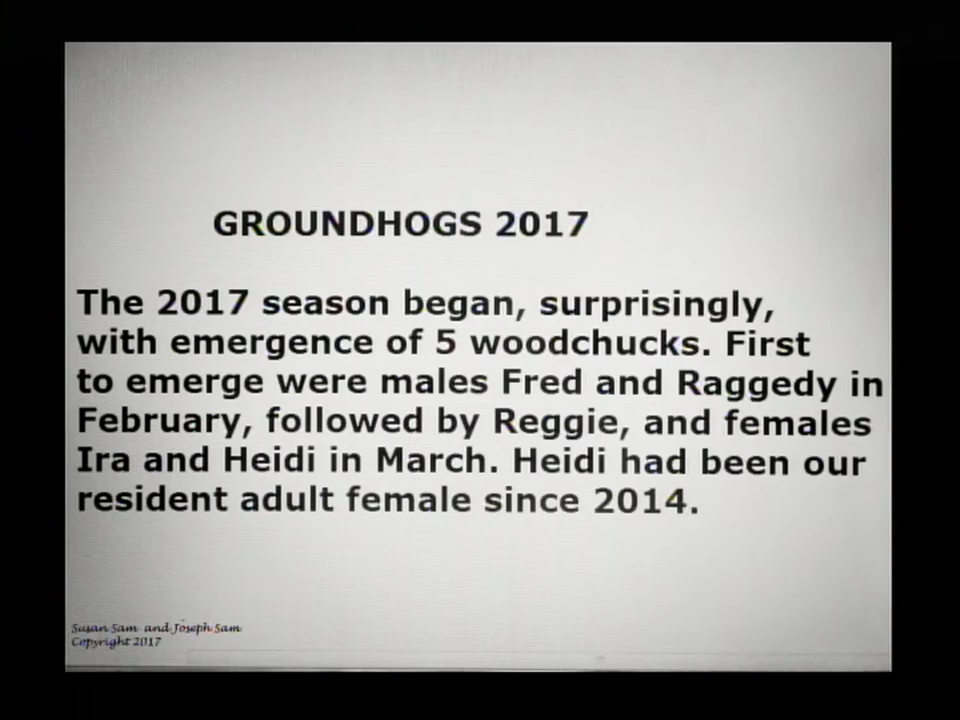 GROUNDHOGS 2017
The 2017 season began, surprisingly,
with emergence of 5 woodchucks. First
to emerge were males Fred and Raggedy in
February, followed by Reggie, and females
Ira and Heidi in March. Heidi had been our
resident adult female since 2014.
Susan Sam and Joseph Sam
Copyright 2017